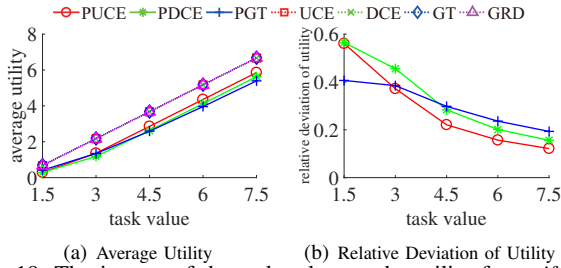 PUCE PDCE PGT UCE DCE GT GRD
average utility
8
6
4
2
0
1.5 3 4.5 6 7.5
task value
(a) Average Utility
relative deviation of utility
0.6
0.4
0.2
0
1.5 3 4.5 6 7.5
task value
(b) Relative Deviation of Utility